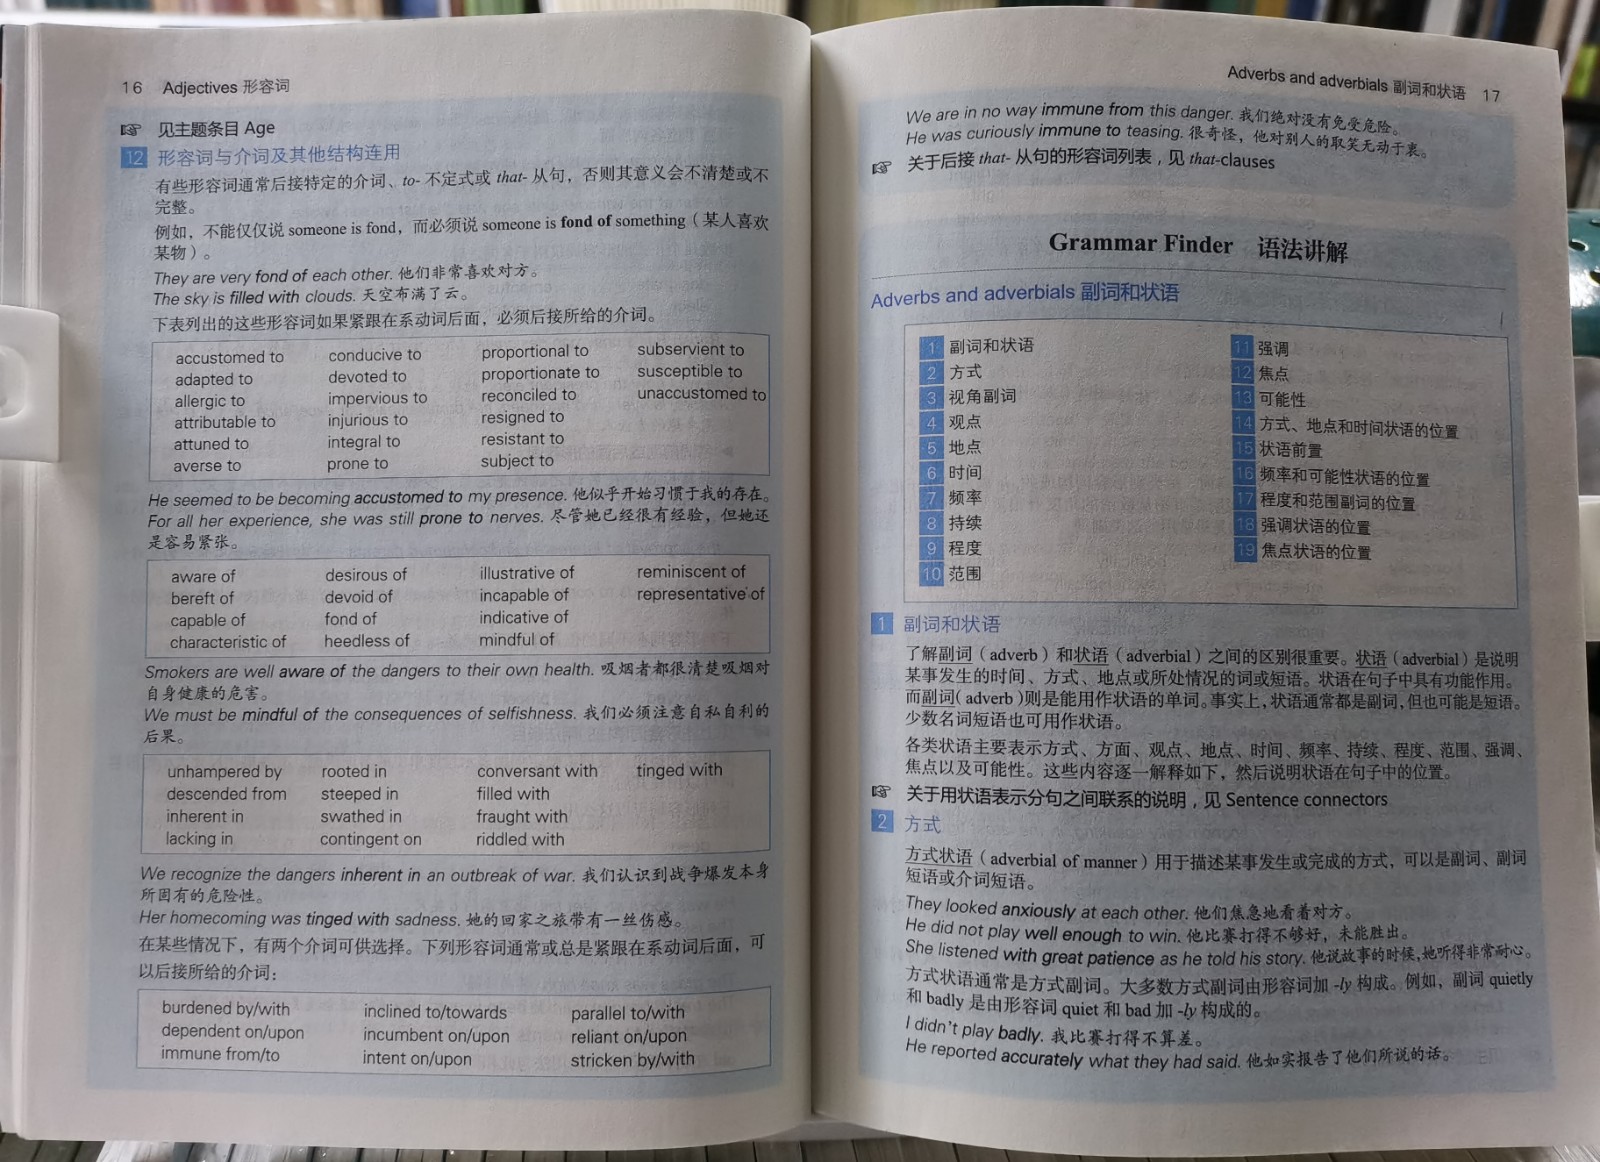 16 Adjectives 形容词
☞ 见主题条目 Age
12 形容词与介词及其他结构连用
有些形容词通常后接特定的介词、to- 不定式或 that- 从句，否则其意义会不清楚或不
完整。
例如，不能仅仅说 someone is fond，而必须说 someone is fond of something（某人喜欢
某物）。
They are very fond of each other. 他们非常喜欢对方。
The sky is filled with clouds. 天空布满了云。
下表列出的这些形容词如果紧跟在系动词后面，必须后接所给的介词。
accustomed to conducive to proportional to subservient to
adapted to devoted to proportionate to susceptible to
allergic to impervious to reconciled to unaccustomed to
attributable to injurious to resigned to
attuned to integral to resistant to
averse to prone to subject to
He seemed to be becoming accustomed to my presence. 他似乎开始习惯于我的存在。
For all her experience, she was still prone to nerves. 尽管她已经很有经验，但她还
是容易紧张。
aware of desirous of illustrative of reminiscent of
bereft of devoid of incapable of representative of
capable of fond of indicative of
characteristic of heedless of mindful of
Smokers are well aware of the dangers to their own health. 吸烟者都很清楚吸烟对
自身健康的危害。
We must be mindful of the consequences of selfishness. 我们必须注意自私自利的
后果。
unhampered by rooted in conversant with tinged with
descended from steeped in filled with
inherent in swathed in fraught with
lacking in contingent on riddled with
We recognize the dangers inherent in an outbreak of war. 我们认识到战争爆发本身
所固有的危险性。
Her homecoming was tinged with sadness. 她的回家之旅带有一丝伤感。
在某些情况下，有两个介词可供选择。下列形容词通常或总是紧跟在系动词后面，可
以后接所给的介词：
burdened by/with inclined to/towards parallel to/with
dependent on/upon incumbent on/upon reliant on/upon
immune from/to intent on/upon stricken by/with
Adverbs and adverbials 副词和状语 17
We are in no way immune from this danger. 我们绝对没有免受危险。
He was curiously immune to teasing. 很奇怪，他对别人的取笑无动于衷。
☞ 关于后接 that- 从句的形容词列表，见 that-clauses
Grammar Finder 语法讲解
Adverbs and adverbials 副词和状语
1 副词和状语
2 方式
3 视角副词
4 观点
5 地点
6 时间
7 频率
8 持续
9 程度
10 范围
11 强调
12 焦点
13 可能性
14 方式、地点和时间状语的位置
15 状语前置
16 频率和可能性状语的位置
17 程度和范围副词的位置
18 强调状语的位置
19 焦点状语的位置
1 副词和状语
了解副词（adverb）和状语（adverbial）之间的区别很重要。状语（adverbial）是说明
某事发生的时间、方式、地点或所处情况的词或短语。状语在句子中具有功能作用。
而副词（adverb）则是能用作状语的单词。事实上，状语通常都是副词，但也可能是短语。
少数名词短语也可用作状语。
各类状语主要表示方式、方面、观点、地点、时间、频率、持续、程度、范围、强调、
焦点以及可能性。这些内容逐一解释如下，然后说明状语在句子中的位置。
☞ 关于用状语表示分句之间联系的说明，见 Sentence connectors
2 方式
方式状语（adverbial of manner）用于描述某事发生或完成的方式，可以是副词、副词
短语或介词短语。
They looked anxiously at each other. 他们焦急地看着对方。
He did not play well enough to win. 他比赛打得不够好，未能胜出。
She listened with great patience as he told his story. 他说故事的时候，她听得非常耐心。
方式状语通常是方式副词。大多数方式副词由形容词加 -ly 构成。例如，副词 quietly
和 badly 是由形容词 quiet 和 bad 加 -ly 构成的。
I didn't play badly. 我比赛打得不算差。
He reported accurately what they had said. 他如实报告了他们所说的话。